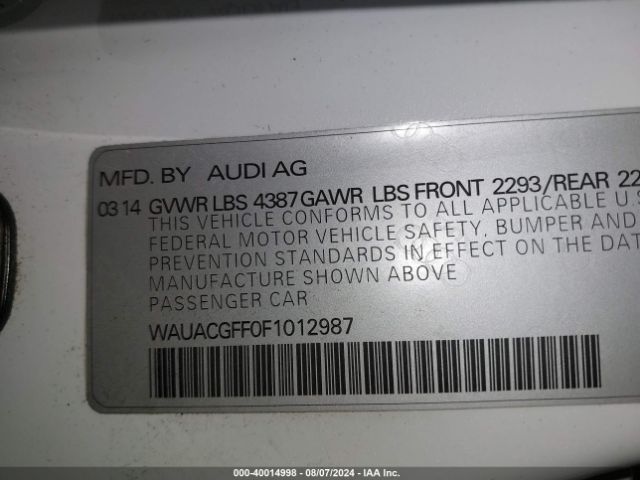 MFD. BY AUDI AG
03 14 GVWR LBS 4387 GAWR LBS FRONT 2293/REAR 22
THIS VEHICLE CONFORMS TO ALL APPLICABLE U.S
FEDERAL MOTOR VEHICLE SAFETY, BUMPER AND
PREVENTION STANDARDS IN EFFECT ON THE DAT
MANUFACTURE SHOWN ABOVE
PASSENGER CAR
WAUACGFF0F1012987
000-40014998 - 08/07/2024 - IAA Inc.